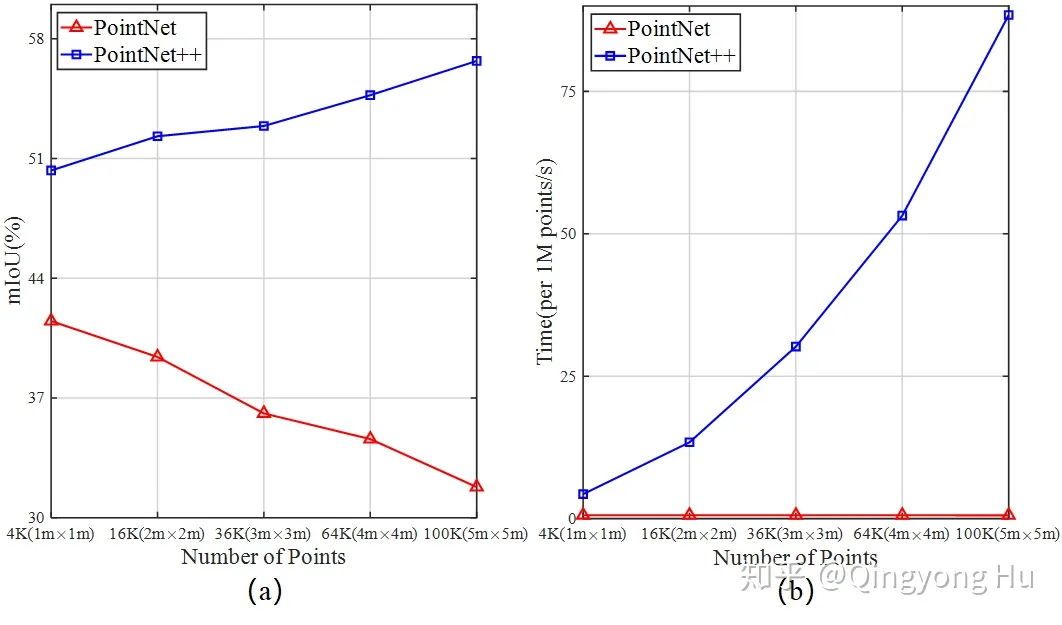 PointNet
PointNet++
58
51
44
37
30
mIoU(%)
4K(1m×1m) 16K(2m×2m) 36K(3m×3m) 64K(4m×4m) 100K(5m×5m)
Number of Points
(a)
PointNet
PointNet++
75
50
25
0
Time(per 1M points/s)
4K(1m×1m) 16K(2m×2m) 36K(3m×3m) 64K(4m×4m) 100K(5m×5m)
Number of Points
(b)
知乎 @Qingyong Hu